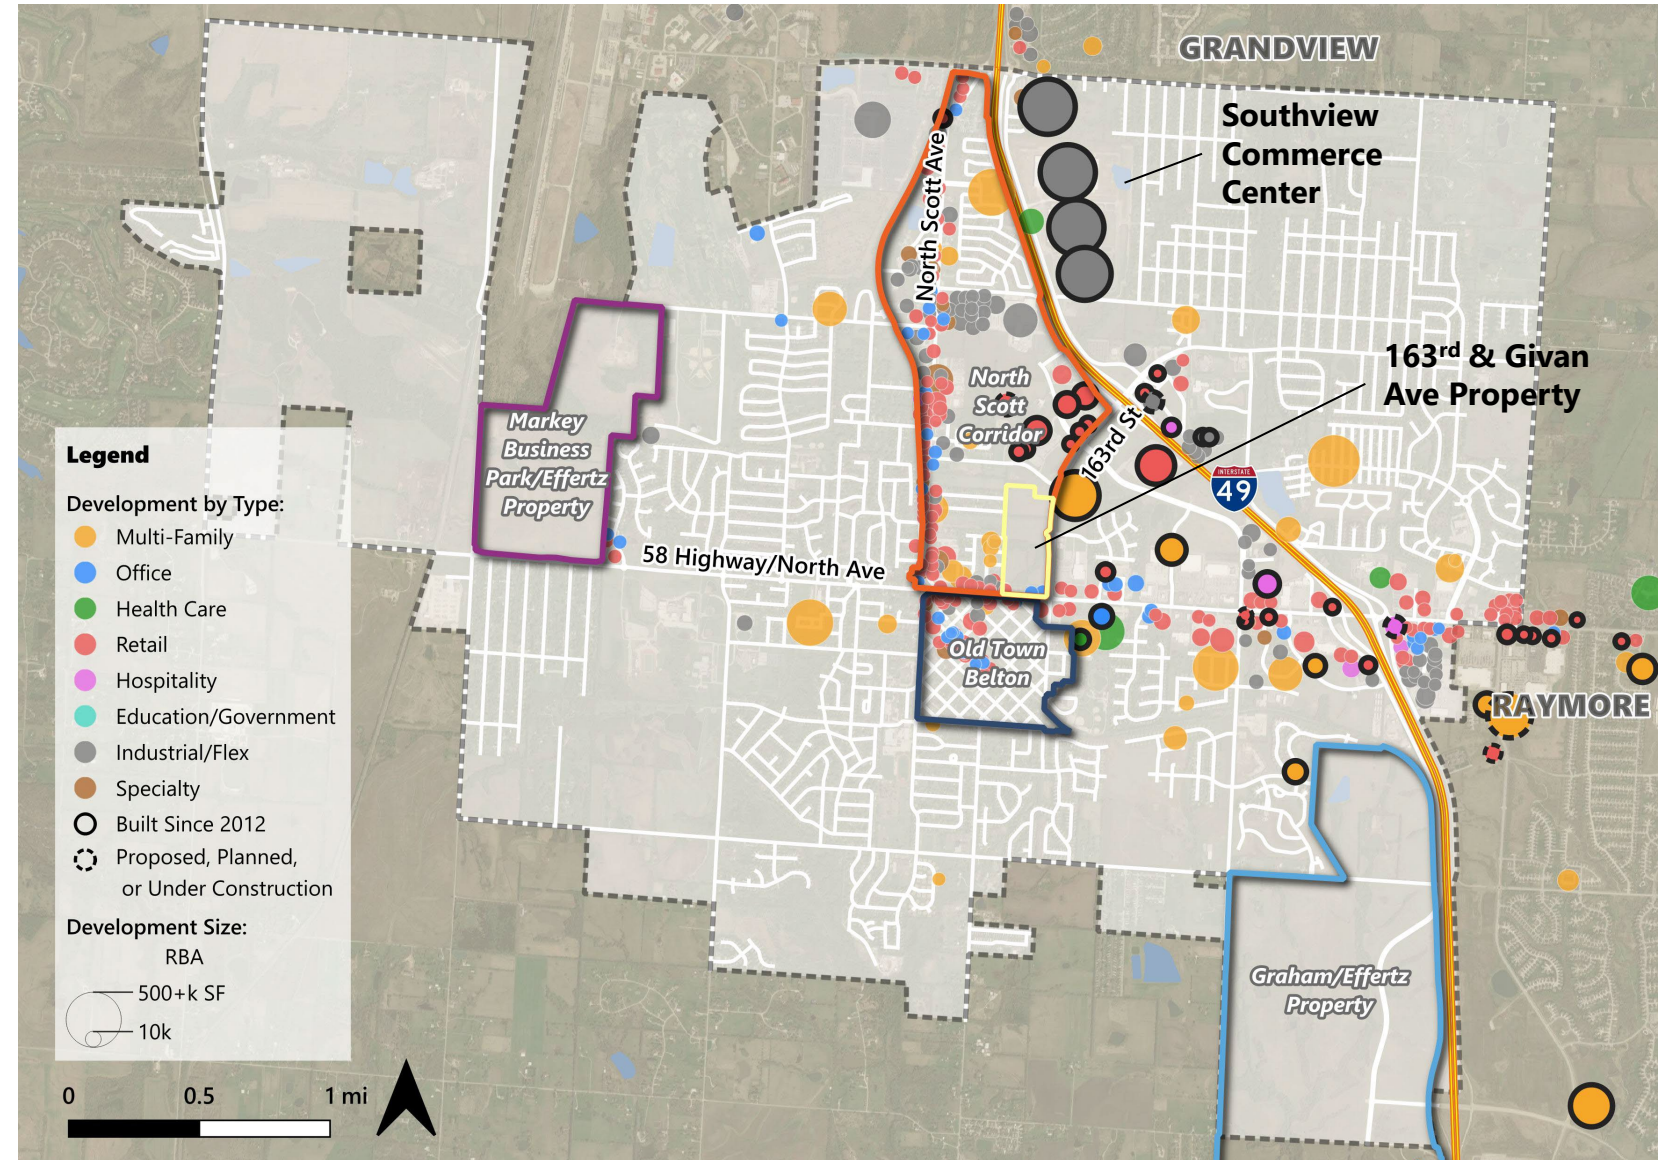 GRANDVIEW
Southview
Commerce
Center
North Scott Ave
163rd & Givan
Ave Property
North
Scott
Corridor
163rd St
INTERSTATE
49
Markey
Business
Park/Effertz
Property
58 Highway/North Ave
Old Town
Belton
RAYMORE
Graham/Effertz
Property
Legend
Development by Type:
Multi-Family
Office
Health Care
Retail
Hospitality
Education/Government
Industrial/Flex
Specialty
Built Since 2012
Proposed, Planned,
or Under Construction
Development Size:
RBA
500+k SF
10k
0 0.5 1 mi